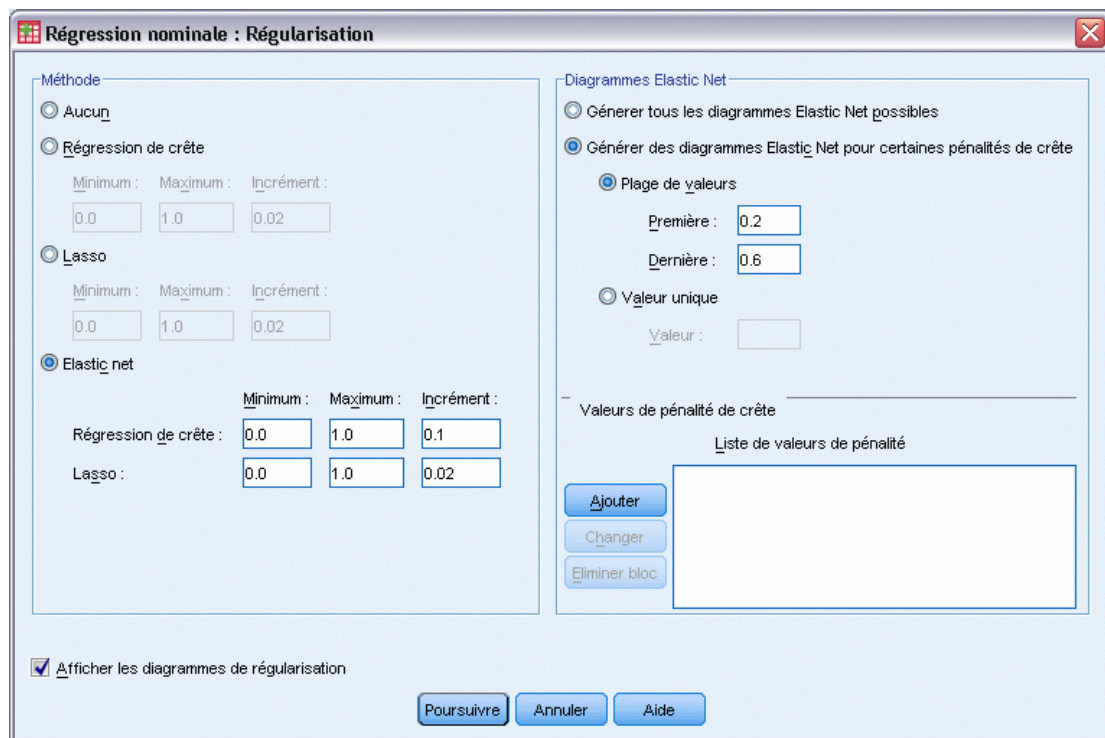 Régression nominale : Régularisation
Méthode
Aucun
Régression de crête
Minimum : Maximum : Incrément :
0.0 1.0 0.02
Lasso
Minimum : Maximum : Incrément :
0.0 1.0 0.02
Elastic net
Minimum : Maximum : Incrément :
Régression de crête : 0.0 1.0 0.1
Lasso : 0.0 1.0 0.02
Diagrammes Elastic Net
Génerer tous les diagrammes Elastic Net possibles
Générer des diagrammes Elastic Net pour certaines pénalités de crête
Plage de valeurs
Première : 0.2
Dernière : 0.6
Valeur unique
Valeur :
Valeurs de pénalité de crête
Liste de valeurs de pénalité
Ajouter
Changer
Eliminer bloc
Afficher les diagrammes de régularisation
Poursuivre Annuler Aide